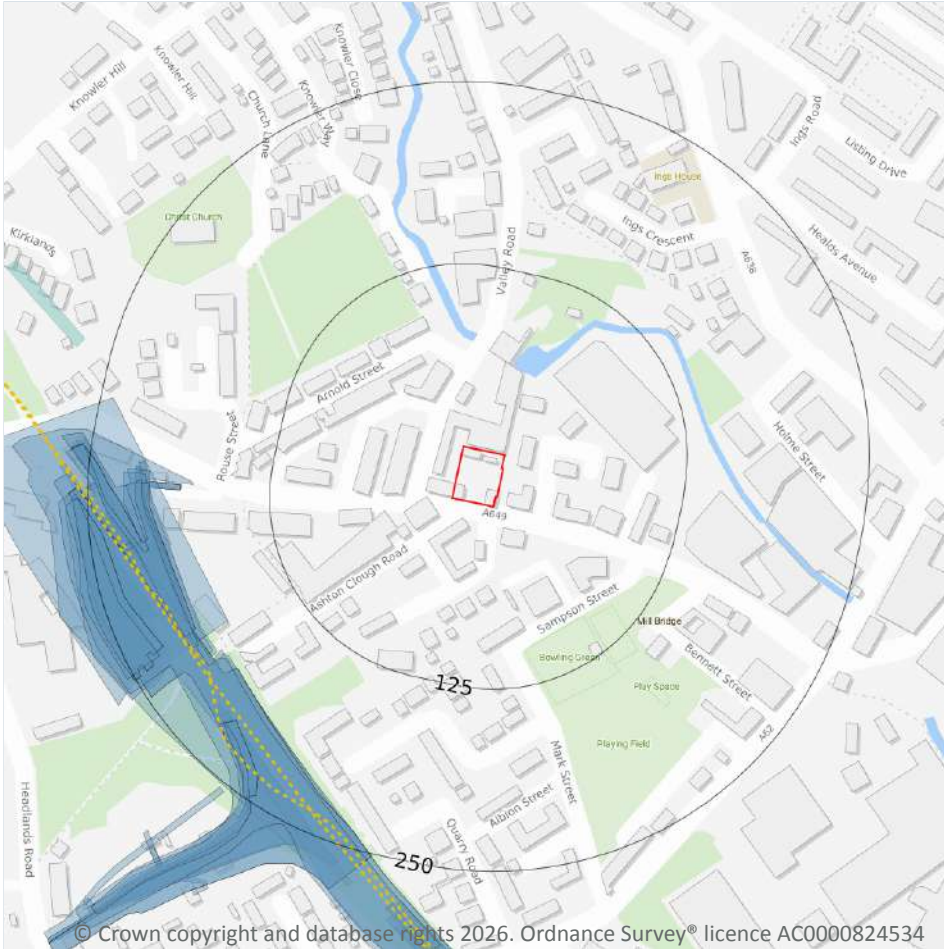 Knowler Hill
Knowler Hill
Knowler Close
Church Lane
Knowler Way
Ings Road
Listing Drive
Ings House
Christ Church
Kirklands
Ings Crescent
Healds Avenue
Valley Road
A638
Arnold Street
Rouse Street
Holme Street
A649
Ashton Clough Road
Sampson Street
Mill Bridge
Bowling Green
Bennett Street
125
Play Space
A62
Playing Field
Mark Street
Headlands Road
Albion Street
Quarry Road
250
© Crown copyright and database rights 2026. Ordnance Survey® licence AC0000824534